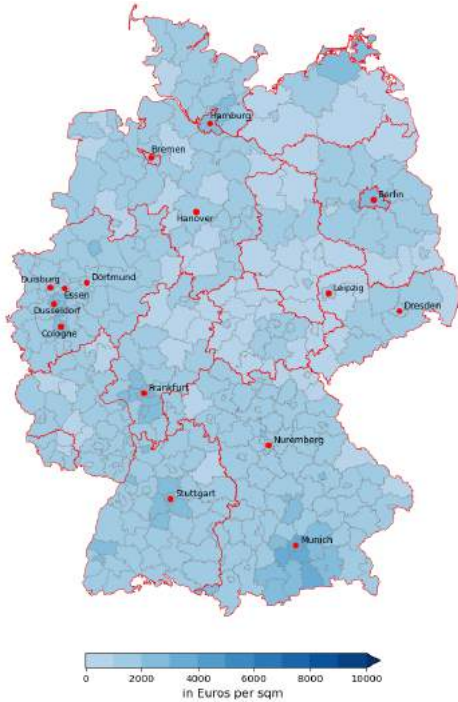 Hamburg
Bremen
Berlin
Hanover
Duisburg
Dortmund
Essen
Leipzig
Dusseldorf
Dresden
Cologne
Frankfurt
Nuremberg
Stuttgart
Munich
0 2000 4000 6000 8000 10000
in Euros per sqm